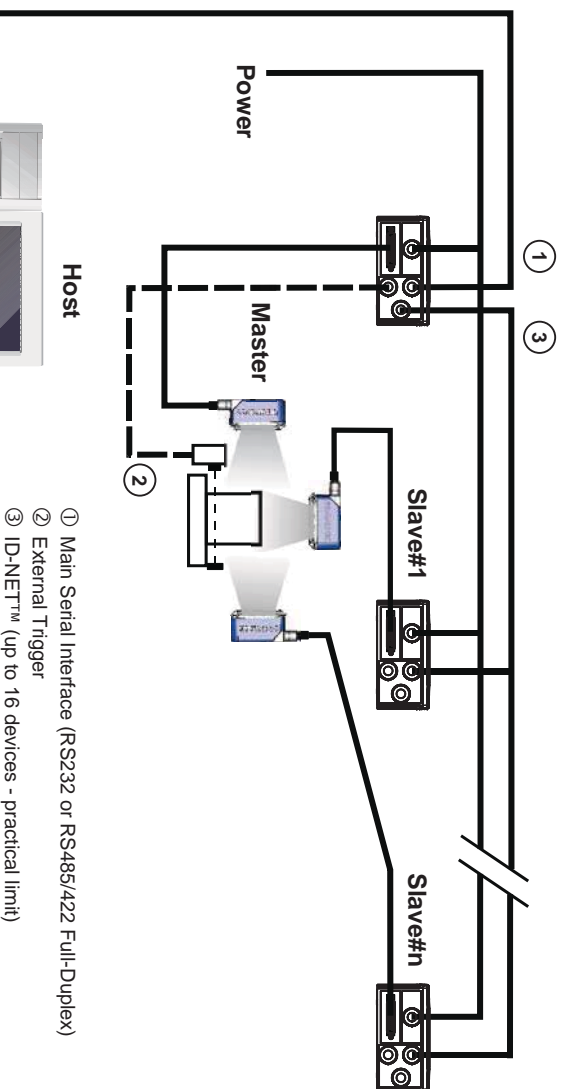 Power
Host
Master
Slave#1
Slave#n
①
③
②
① Main Serial Interface (RS232 or RS485/422 Full-Duplex)
② External Trigger
③ ID-NET™ (up to 16 devices - practical limit)